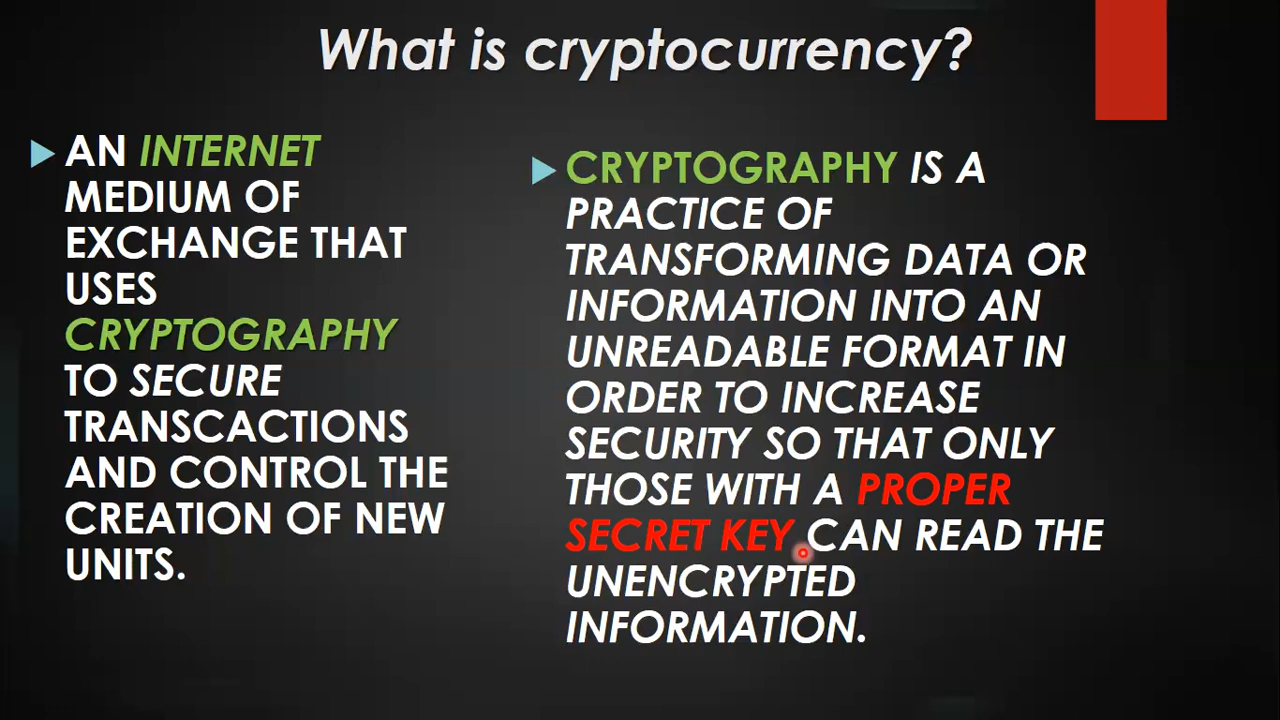 What is cryptocurrency?
AN INTERNET
MEDIUM OF
EXCHANGE THAT
USES
CRYPTOGRAPHY
TO SECURE
TRANSCACTIONS
AND CONTROL THE
CREATION OF NEW
UNITS.
CRYPTOGRAPHY IS A
PRACTICE OF
TRANSFORMING DATA OR
INFORMATION INTO AN
UNREADABLE FORMAT IN
ORDER TO INCREASE
SECURITY SO THAT ONLY
THOSE WITH A PROPER
SECRET KEY CAN READ THE
UNENCRYPTED
INFORMATION.